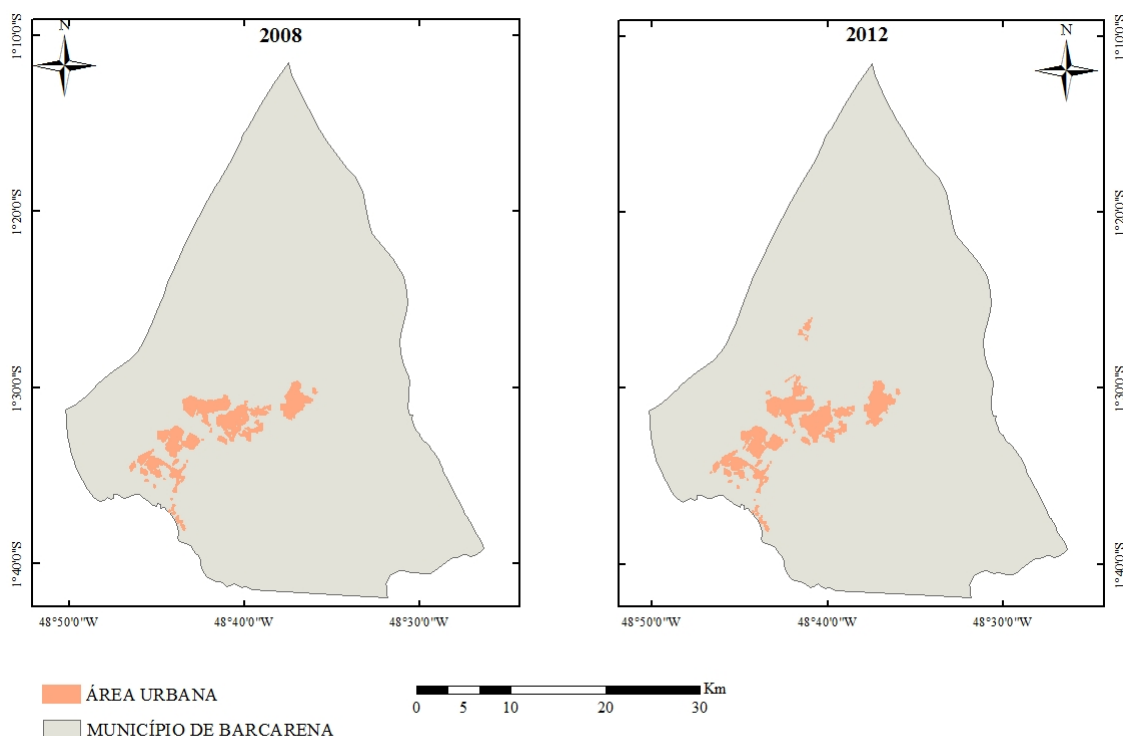 N
2008
1°10'0"S
1°20'0"S
1°30'0"S
1°40'0"S
48°50'0"W
48°40'0"W
48°30'0"W
N
2012
1°10'0"S
1°20'0"S
1°30'0"S
1°40'0"S
48°50'0"W
48°40'0"W
48°30'0"W
ÁREA URBANA
MUNICÍPIO DE BARCARENA
Km
0 5 10 20 30